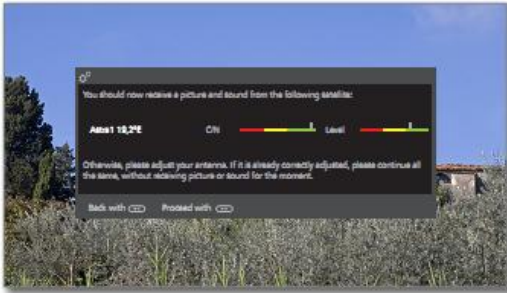 You should now receive a picture and sound from the following satellite:
Astra1 19,2°E C/N Level
Otherwise, please adjust your antenna. If it is already correctly adjusted, please continue all
the same, without receiving picture or sound for the moment.
Back with Proceed with